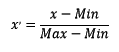 x' = (x − Min) / (Max − Min)